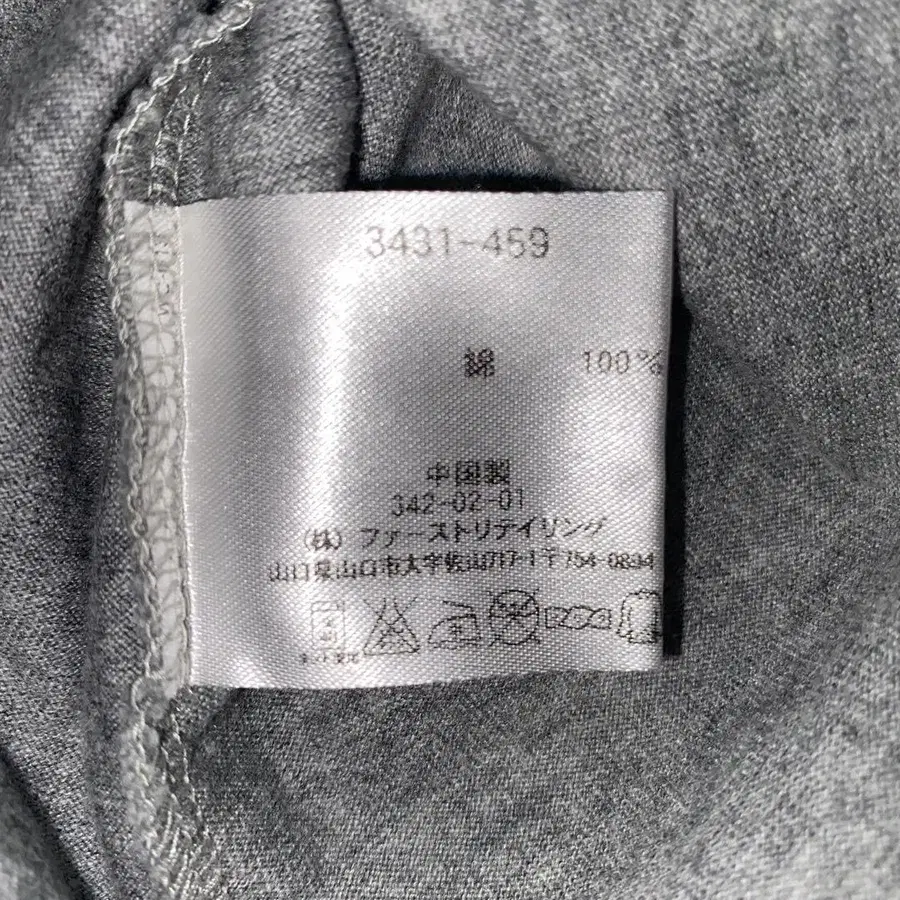 3431-459
綿 100%
中国製
342-02-01
(株)ファーストリテイリング
山口県山口市大字佐山717-1〒754-0894